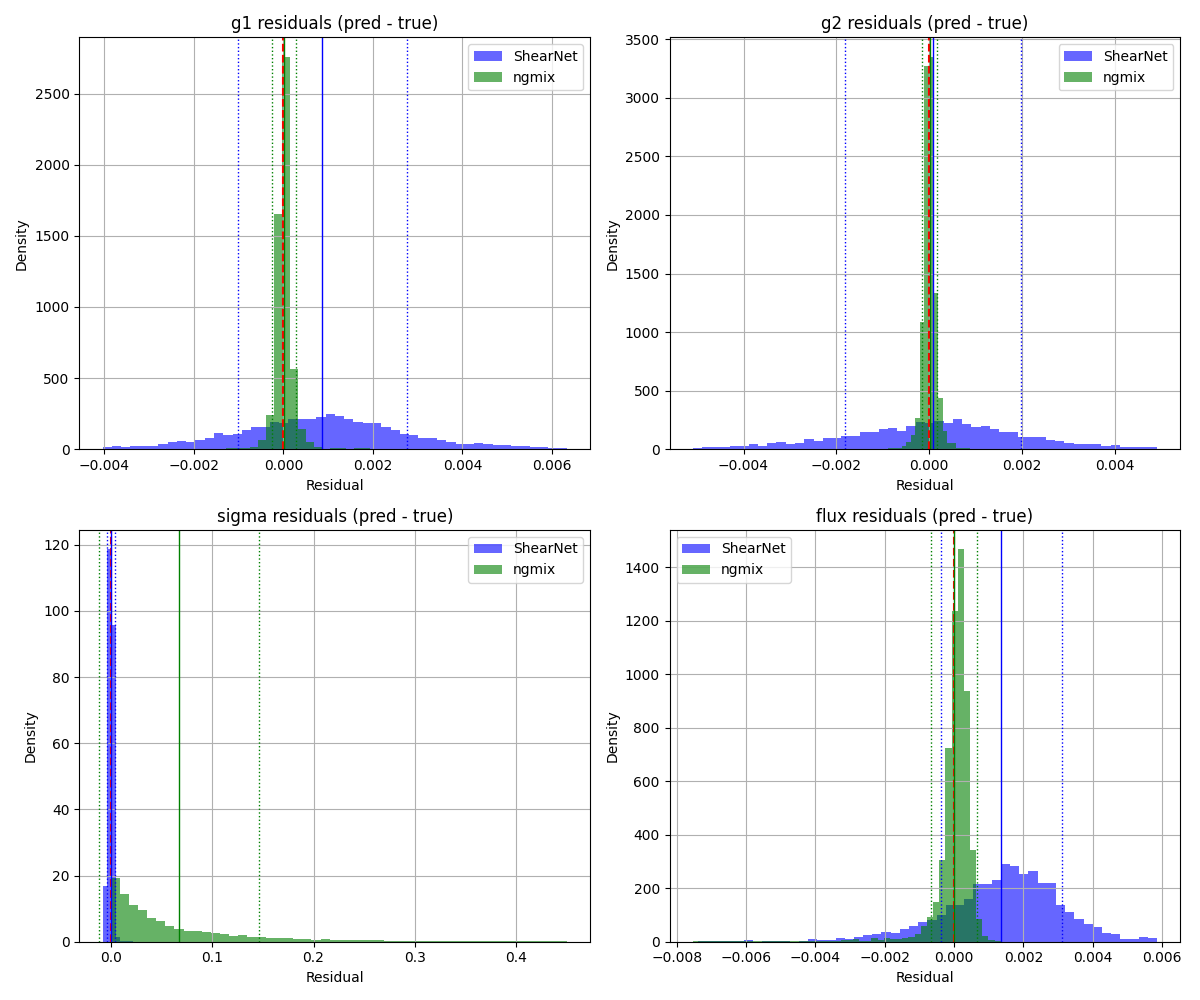 g1 residuals (pred - true)
ShearNet
ngmix
2500
2000
1500
1000
500
0
Density
−0.004 −0.002 0.000 0.002 0.004 0.006
Residual
g2 residuals (pred - true)
ShearNet
ngmix
3500
3000
2500
2000
1500
1000
500
0
Density
−0.004 −0.002 0.000 0.002 0.004
Residual
sigma residuals (pred - true)
ShearNet
ngmix
120
100
80
60
40
20
0
Density
0.0 0.1 0.2 0.3 0.4
Residual
flux residuals (pred - true)
ShearNet
ngmix
1400
1200
1000
800
600
400
200
0
Density
−0.008 −0.006 −0.004 −0.002 0.000 0.002 0.004 0.006
Residual